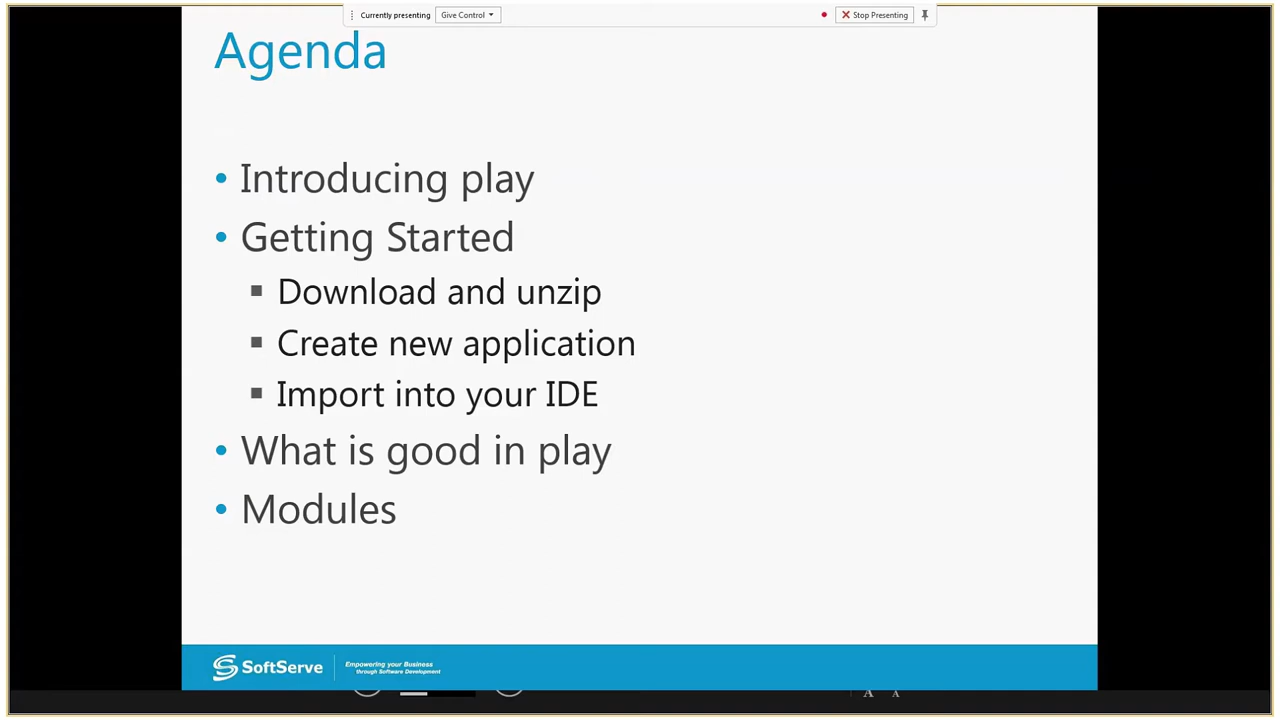 Currently presenting
Give Control
Stop Presenting
Agenda
• Introducing play
• Getting Started
▪ Download and unzip
▪ Create new application
▪ Import into your IDE
• What is good in play
• Modules
SoftServe
Empowering your Business
through Software Development
A A